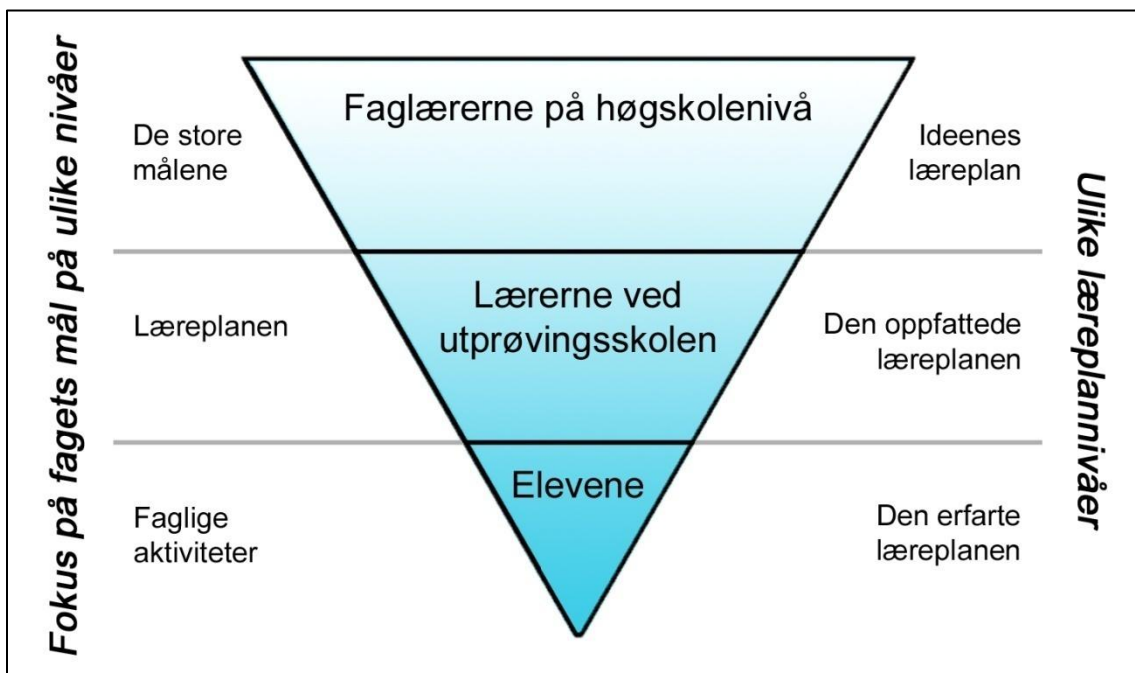 Fokus på fagets mål på ulike nivåer
Faglærerne på høgskolenivå
De store
målene
Ideenes
læreplan
Lærerne ved
utprøvingsskolen
Læreplanen
Den oppfattede
læreplanen
Elevene
Faglige
aktiviteter
Den erfarte
læreplanen
Ulike læreplannivåer